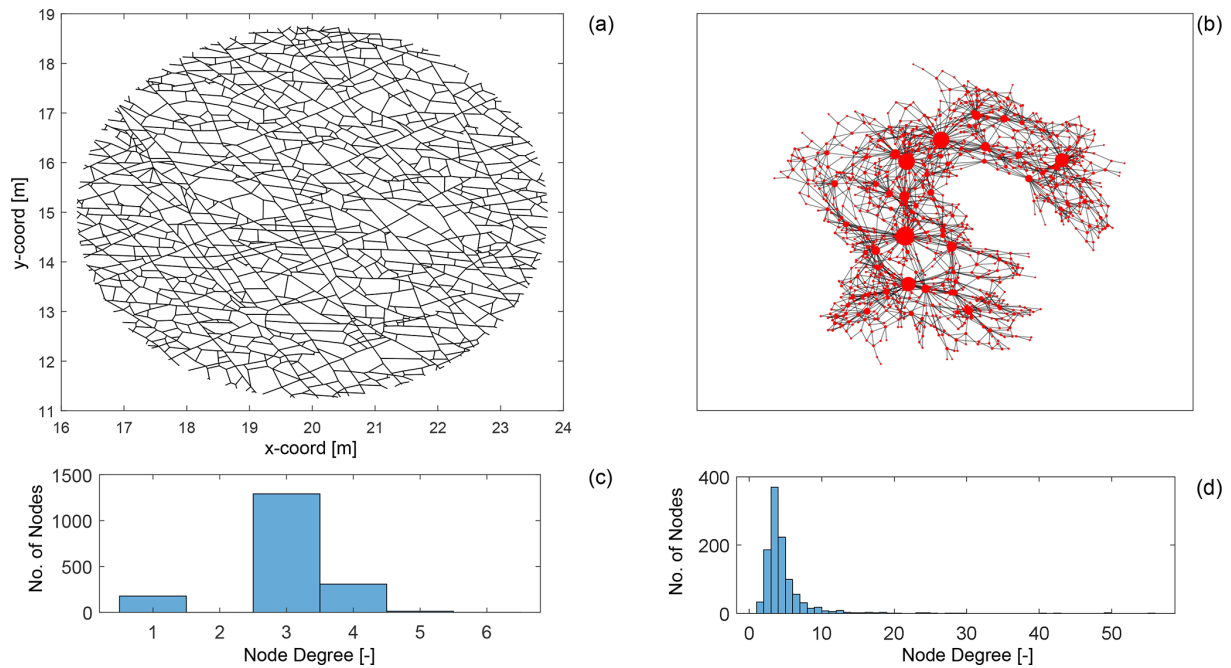 (a)
19
18
17
16
15
14
13
12
11
y-coord [m]
16 17 18 19 20 21 22 23 24
x-coord [m]
(b)
(c)
1500
1000
500
0
No. of Nodes
1 2 3 4 5 6
Node Degree [-]
(d)
400
200
0
No. of Nodes
0 10 20 30 40 50
Node Degree [-]